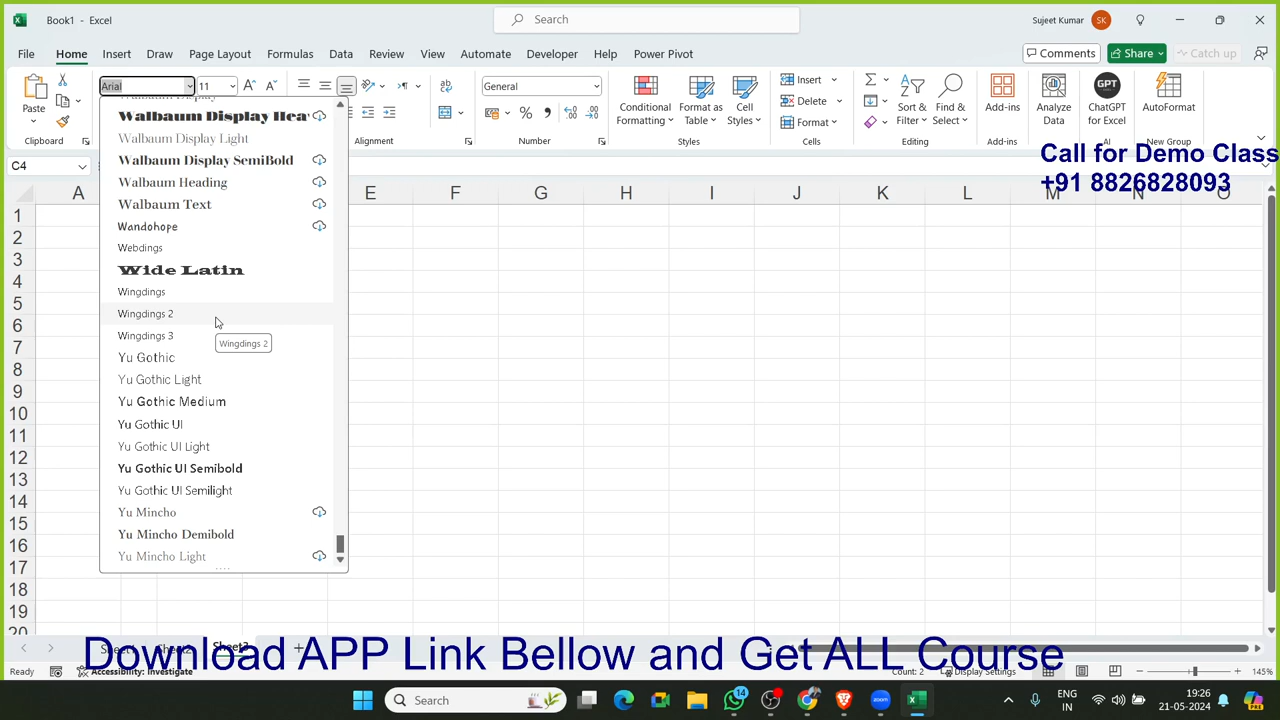 Book1 - Excel
Search
Sujeet Kumar
SK
File
Home
Insert
Draw
Page Layout
Formulas
Data
Review
View
Automate
Developer
Help
Power Pivot
Comments
Share
Catch up
Paste
Clipboard
Arial
11
General
Conditional Formatting
Format as Table
Cell Styles
Insert
Delete
Format
Sort & Filter
Find & Select
Add-ins
Analyze Data
ChatGPT for Excel
AutoFormat
Alignment
Number
Styles
Cells
Editing
Add-ins
AI
New Group
Call for Demo Class
+91 8826828093
C4
A E F G H I J K L M N O
1
2
3
4
5
6
7
8
9
10
11
12
13
14
15
16
17
18
19
20
Walbaum Display
Walbaum Display Hea
Walbaum Display Light
Walbaum Display SemiBold
Walbaum Heading
Walbaum Text
Wandohope
Webdings
Wide Latin
Wingdings
Wingdings 2
Wingdings 3
Wingdings 2
Yu Gothic
Yu Gothic Light
Yu Gothic Medium
Yu Gothic UI
Yu Gothic UI Light
Yu Gothic UI Semibold
Yu Gothic UI Semilight
Yu Mincho
Yu Mincho Demibold
Yu Mincho Light
Sheet1 Sheet2 Sheet3
Download APP Link Bellow and Get ALL Course
Ready
Accessibility: Investigate
Count: 2
Display Settings
145%
Search
14
ENG
IN
19:26
21-05-2024